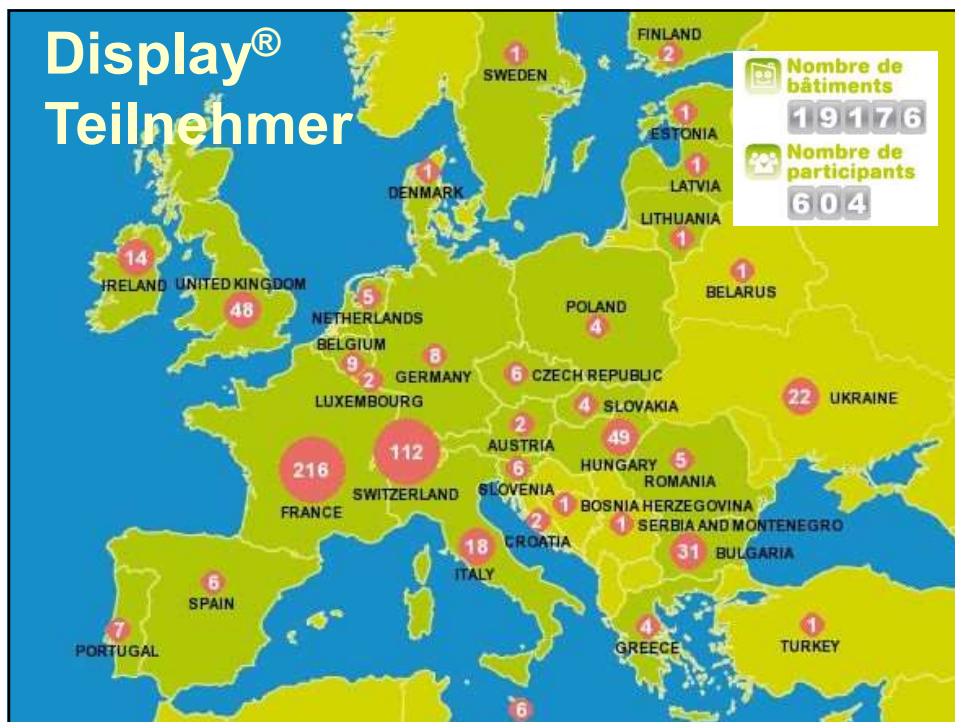 Display®
Teilnehmer
Nombre de
bâtiments
19176
Nombre de
participants
604
FINLAND
2
1
SWEDEN
1
ESTONIA
1
LATVIA
1
DENMARK
LITHUANIA
1
14
IRELAND
UNITED KINGDOM
48
1
BELARUS
5
NETHERLANDS
POLAND
4
BELGIUM
9
2
LUXEMBOURG
8
GERMANY
6 CZECH REPUBLIC
22 UKRAINE
4 SLOVAKIA
2
AUSTRIA
49
HUNGARY
5
ROMANIA
216
FRANCE
112
SWITZERLAND
6
SLOVENIA
1 BOSNIA HERZEGOVINA
2
CROATIA
1 SERBIA AND MONTENEGRO
18
ITALY
31 BULGARIA
6
SPAIN
7
PORTUGAL
4
GREECE
1
TURKEY
6